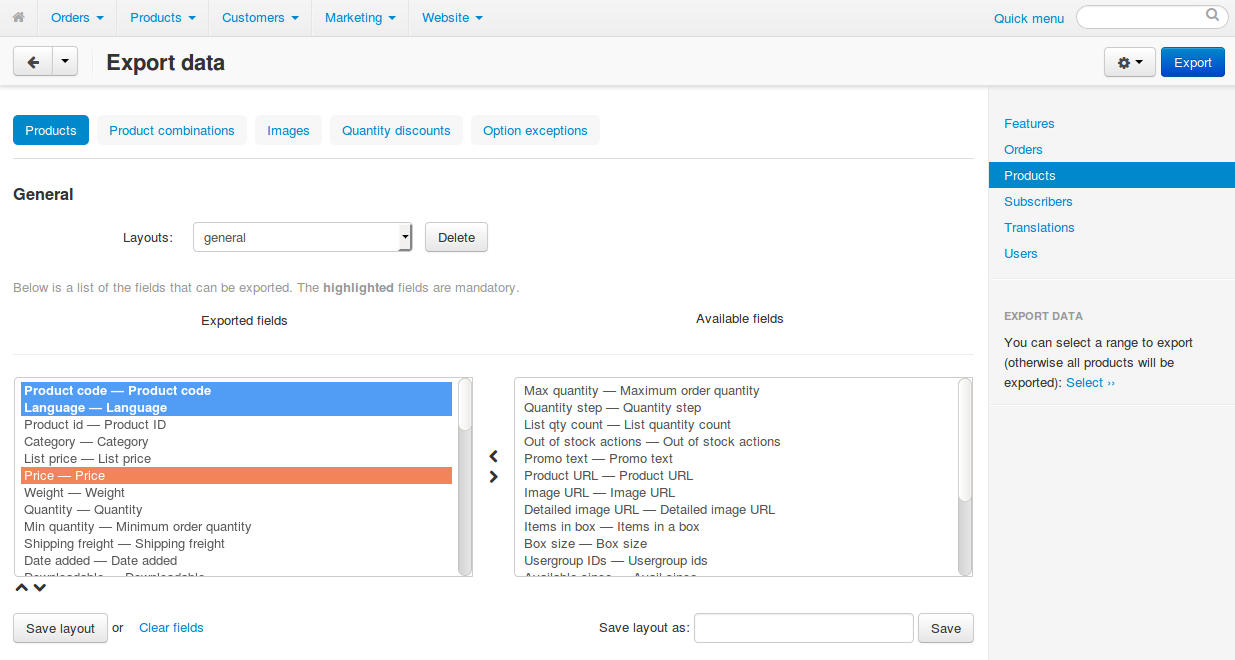 Orders Products Customers Marketing Website Quick menu
Export data Export
Products Product combinations Images Quantity discounts Option exceptions
General
Layouts: general Delete
Below is a list of the fields that can be exported. The highlighted fields are mandatory.
Exported fields
Product code — Product code
Language — Language
Product id — Product ID
Category — Category
List price — List price
Price — Price
Weight — Weight
Quantity — Quantity
Min quantity — Minimum order quantity
Shipping freight — Shipping freight
Date added — Date added
Downloadable — Downloadable
Available fields
Max quantity — Maximum order quantity
Quantity step — Quantity step
List qty count — List quantity count
Out of stock actions — Out of stock actions
Promo text — Promo text
Product URL — Product URL
Image URL — Image URL
Detailed image URL — Detailed image URL
Items in box — Items in a box
Box size — Box size
Usergroup IDs — Usergroup ids
Available since — Avail since
Save layout or Clear fields
Save layout as: Save
Features
Orders
Products
Subscribers
Translations
Users
EXPORT DATA
You can select a range to export
(otherwise all products will be
exported): Select ››